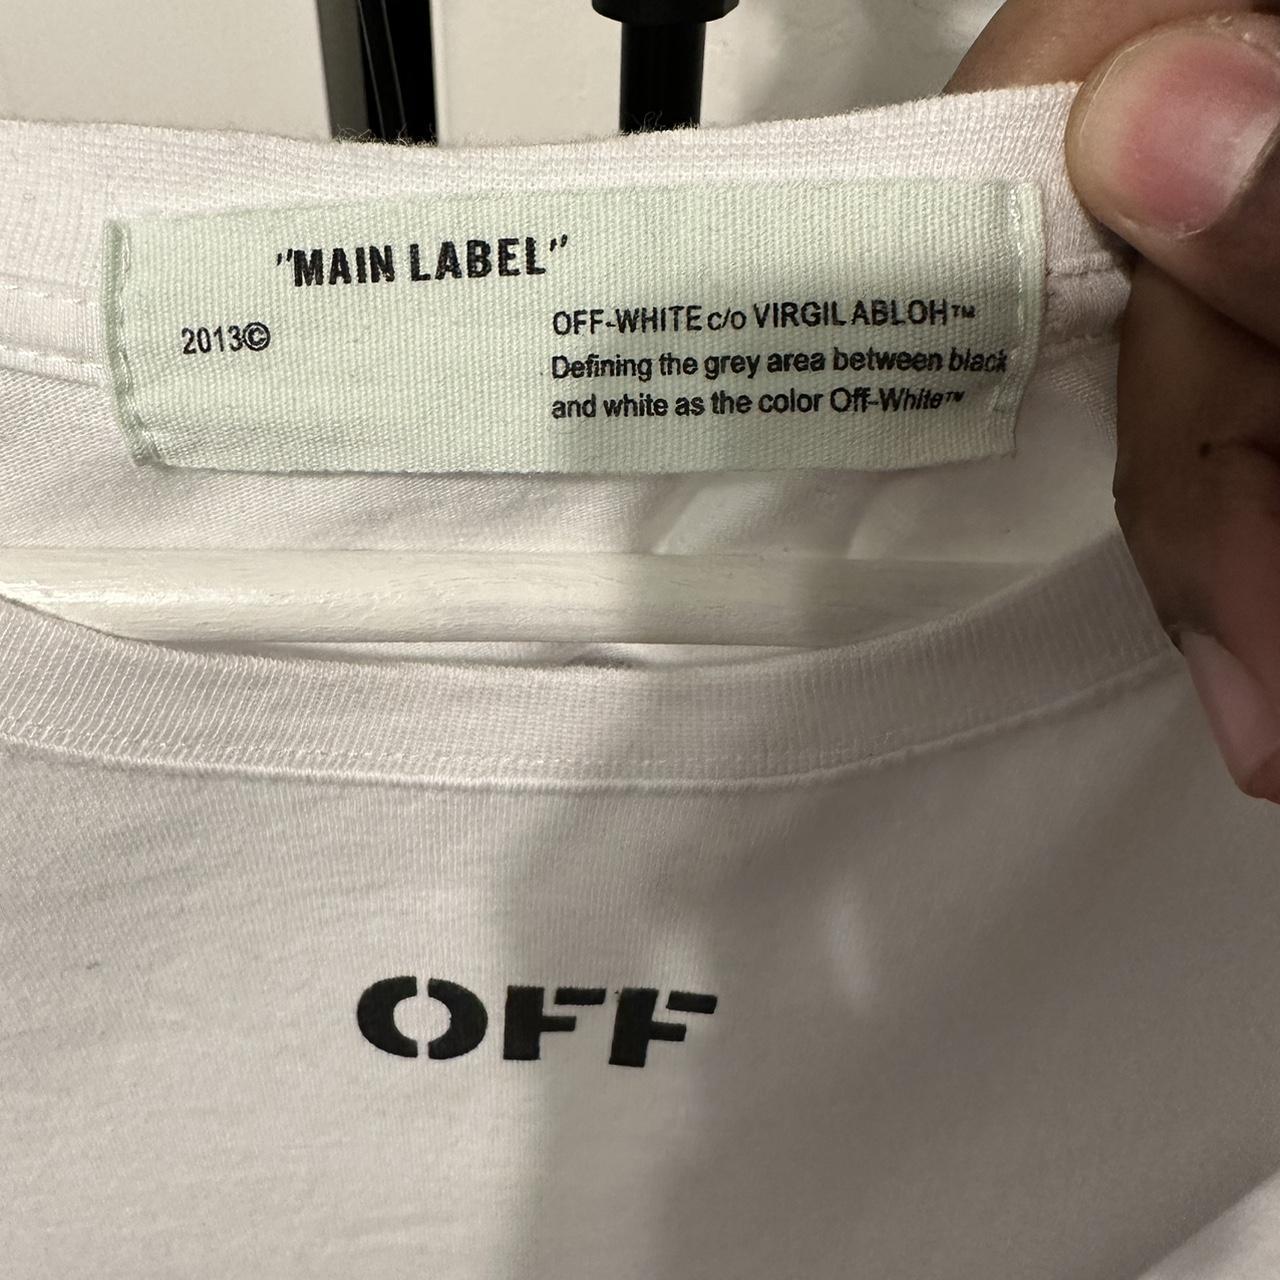 "MAIN LABEL"
2013©
OFF-WHITE c/o VIRGIL ABLOH™
Defining the grey area between black
and white as the color Off-White™
OFF